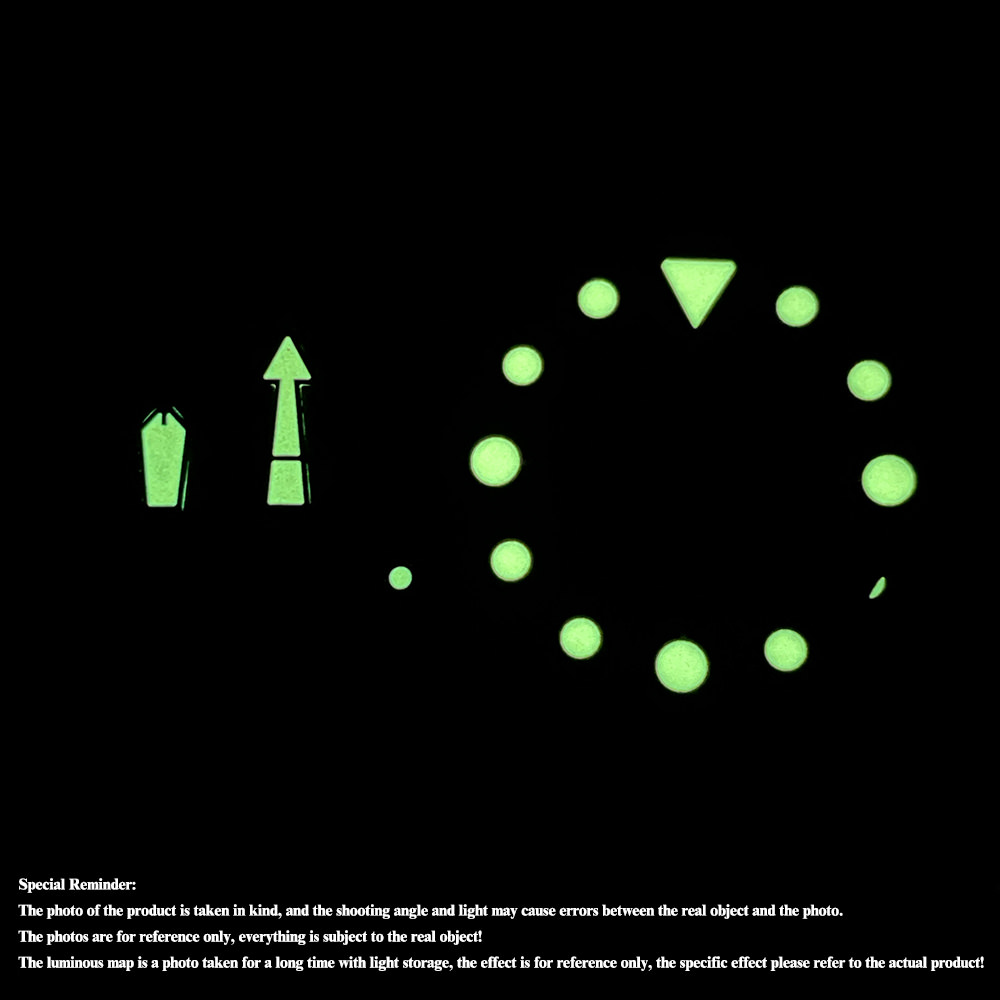 Special Reminder:
The photo of the product is taken in kind, and the shooting angle and light may cause errors between the real object and the photo.
The photos are for reference only, everything is subject to the real object!
The luminous map is a photo taken for a long time with light storage, the effect is for reference only, the specific effect please refer to the actual product!